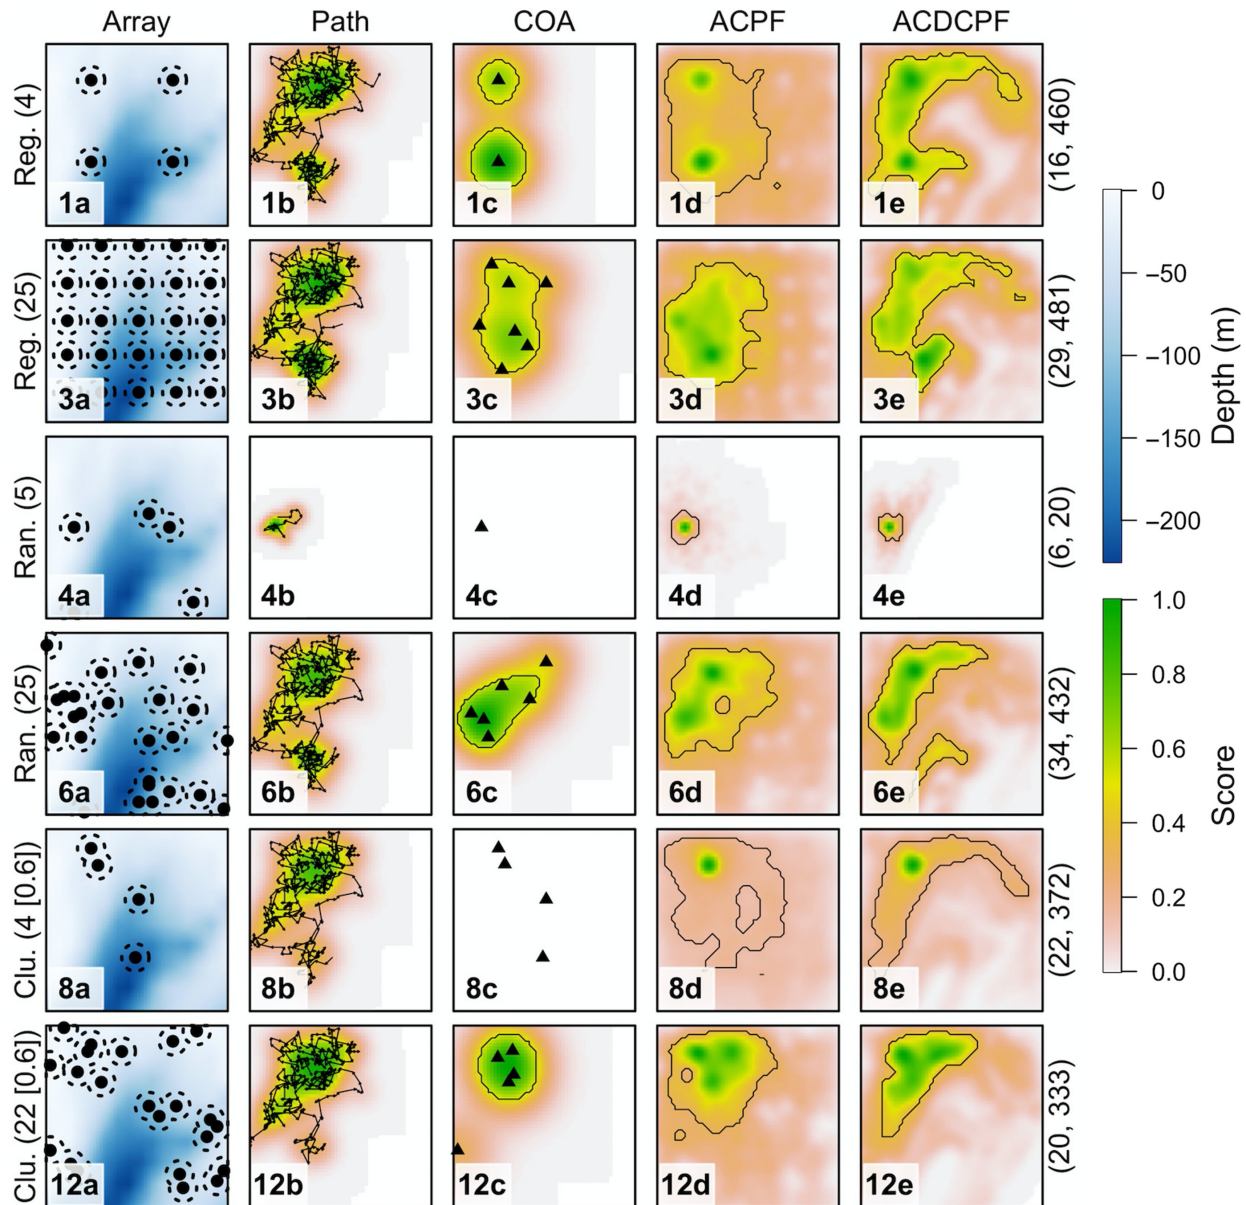 Array Path COA ACPF ACDCPF
Reg. (4)
1a 1b 1c 1d 1e
(16, 460)
Reg. (25)
3a 3b 3c 3d 3e
(29, 481)
Ran. (5)
4a 4b 4c 4d 4e
(6, 20)
Ran. (25)
6a 6b 6c 6d 6e
(34, 432)
Clu. (4 [0.6])
8a 8b 8c 8d 8e
(22, 372)
Clu. (22 [0.6])
12a 12b 12c 12d 12e
(20, 333)
0
−50
−100
−150
−200
Depth (m)
1.0
0.8
0.6
0.4
0.2
0.0
Score